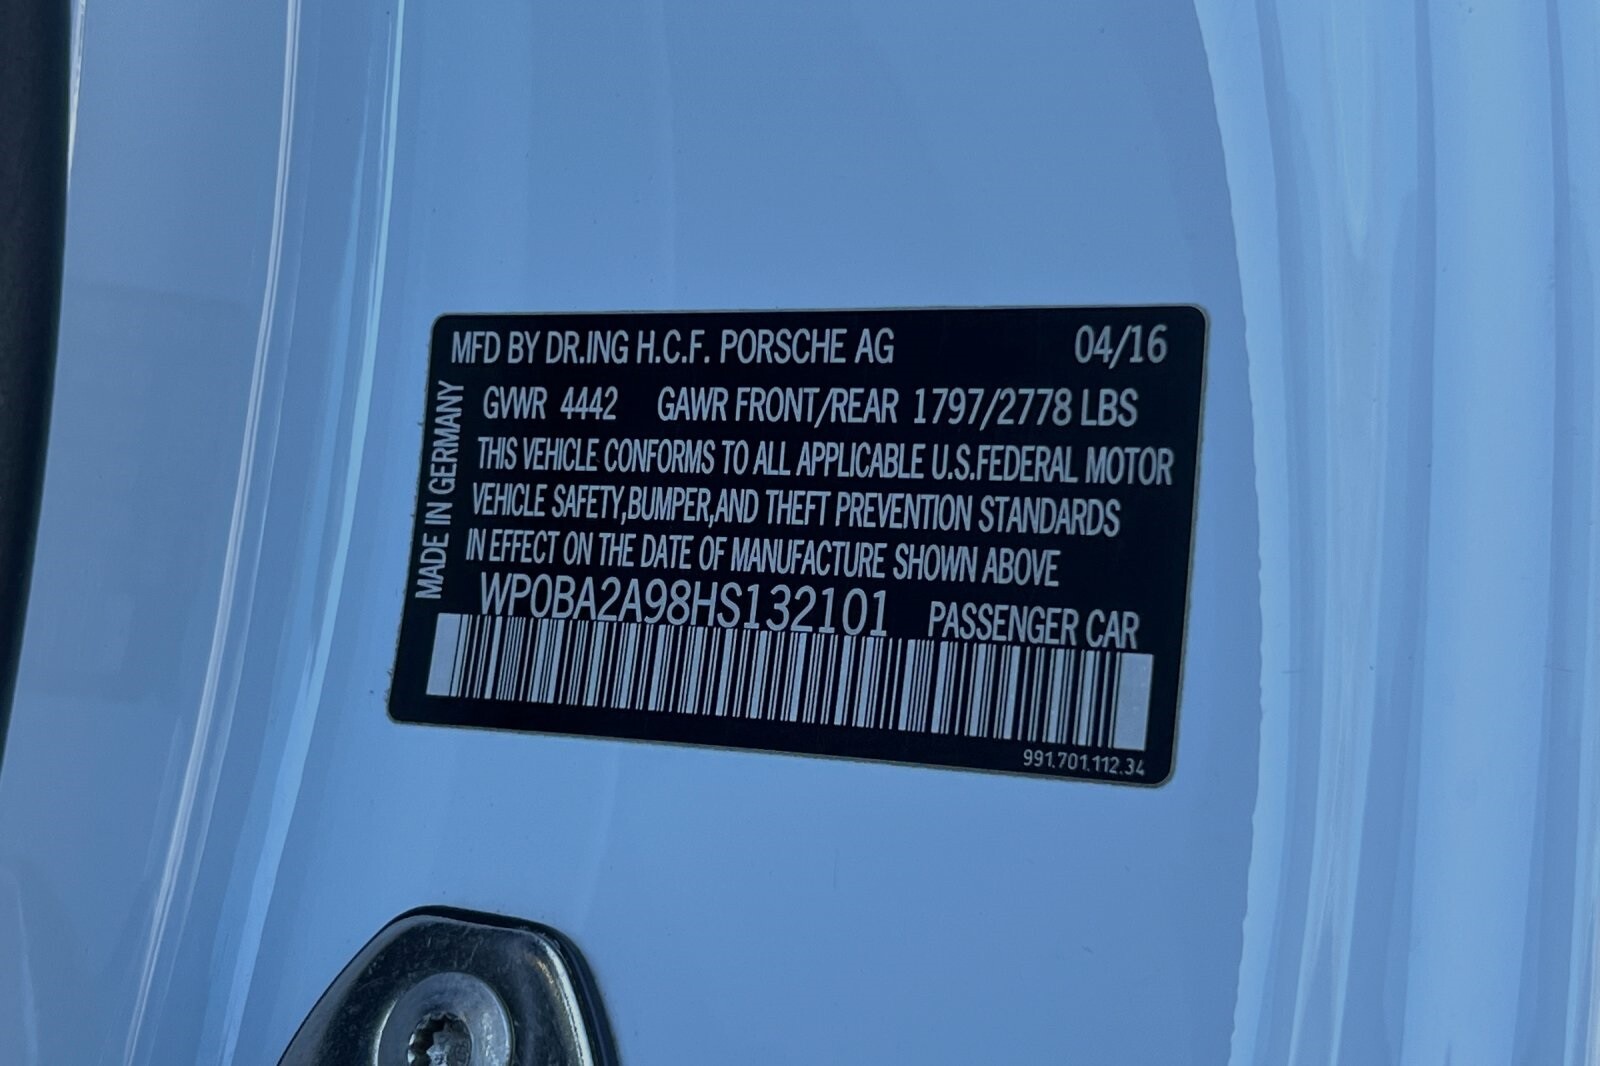 MFD BY DR.ING H.C.F. PORSCHE AG 04/16
GVWR 4442 GAWR FRONT/REAR 1797/2778 LBS
THIS VEHICLE CONFORMS TO ALL APPLICABLE U.S.FEDERAL MOTOR
VEHICLE SAFETY,BUMPER,AND THEFT PREVENTION STANDARDS
IN EFFECT ON THE DATE OF MANUFACTURE SHOWN ABOVE
WP0BA2A98HS132101 PASSENGER CAR
MADE IN GERMANY
991.701.112.34